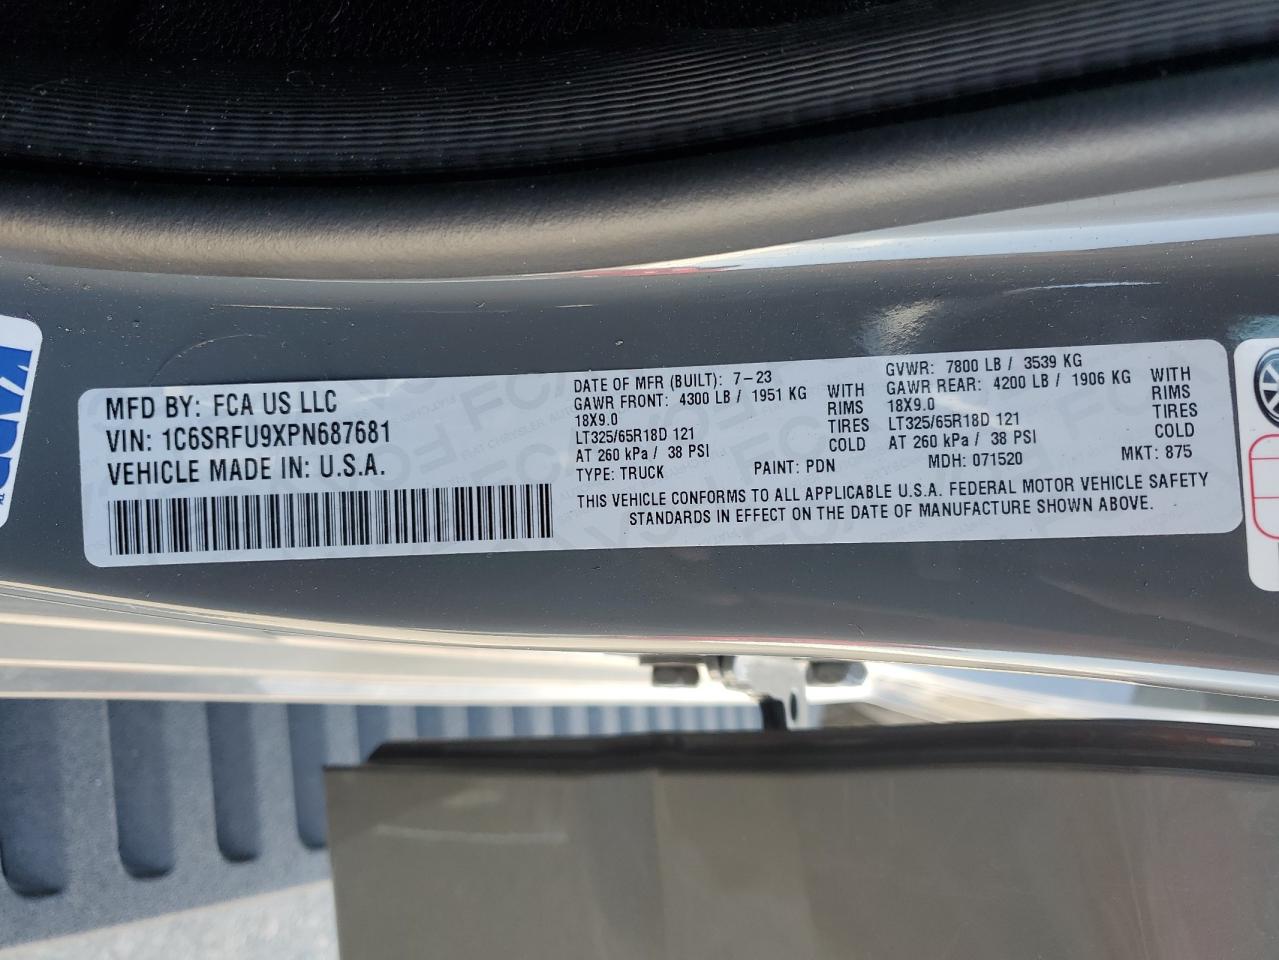 MFD BY: FCA US LLC
VIN: 1C6SRFU9XPN687681
VEHICLE MADE IN: U.S.A.
DATE OF MFR (BUILT): 7-23
GAWR FRONT: 4300 LB / 1951 KG WITH
18X9.0 RIMS
LT325/65R18D 121 TIRES
AT 260 kPa / 38 PSI COLD
TYPE: TRUCK PAINT: PDN
GVWR: 7800 LB / 3539 KG
GAWR REAR: 4200 LB / 1906 KG WITH
18X9.0 RIMS
LT325/65R18D 121 TIRES
AT 260 kPa / 38 PSI COLD
MDH: 071520 MKT: 875
THIS VEHICLE CONFORMS TO ALL APPLICABLE U.S.A. FEDERAL MOTOR VEHICLE SAFETY
STANDARDS IN EFFECT ON THE DATE OF MANUFACTURE SHOWN ABOVE.